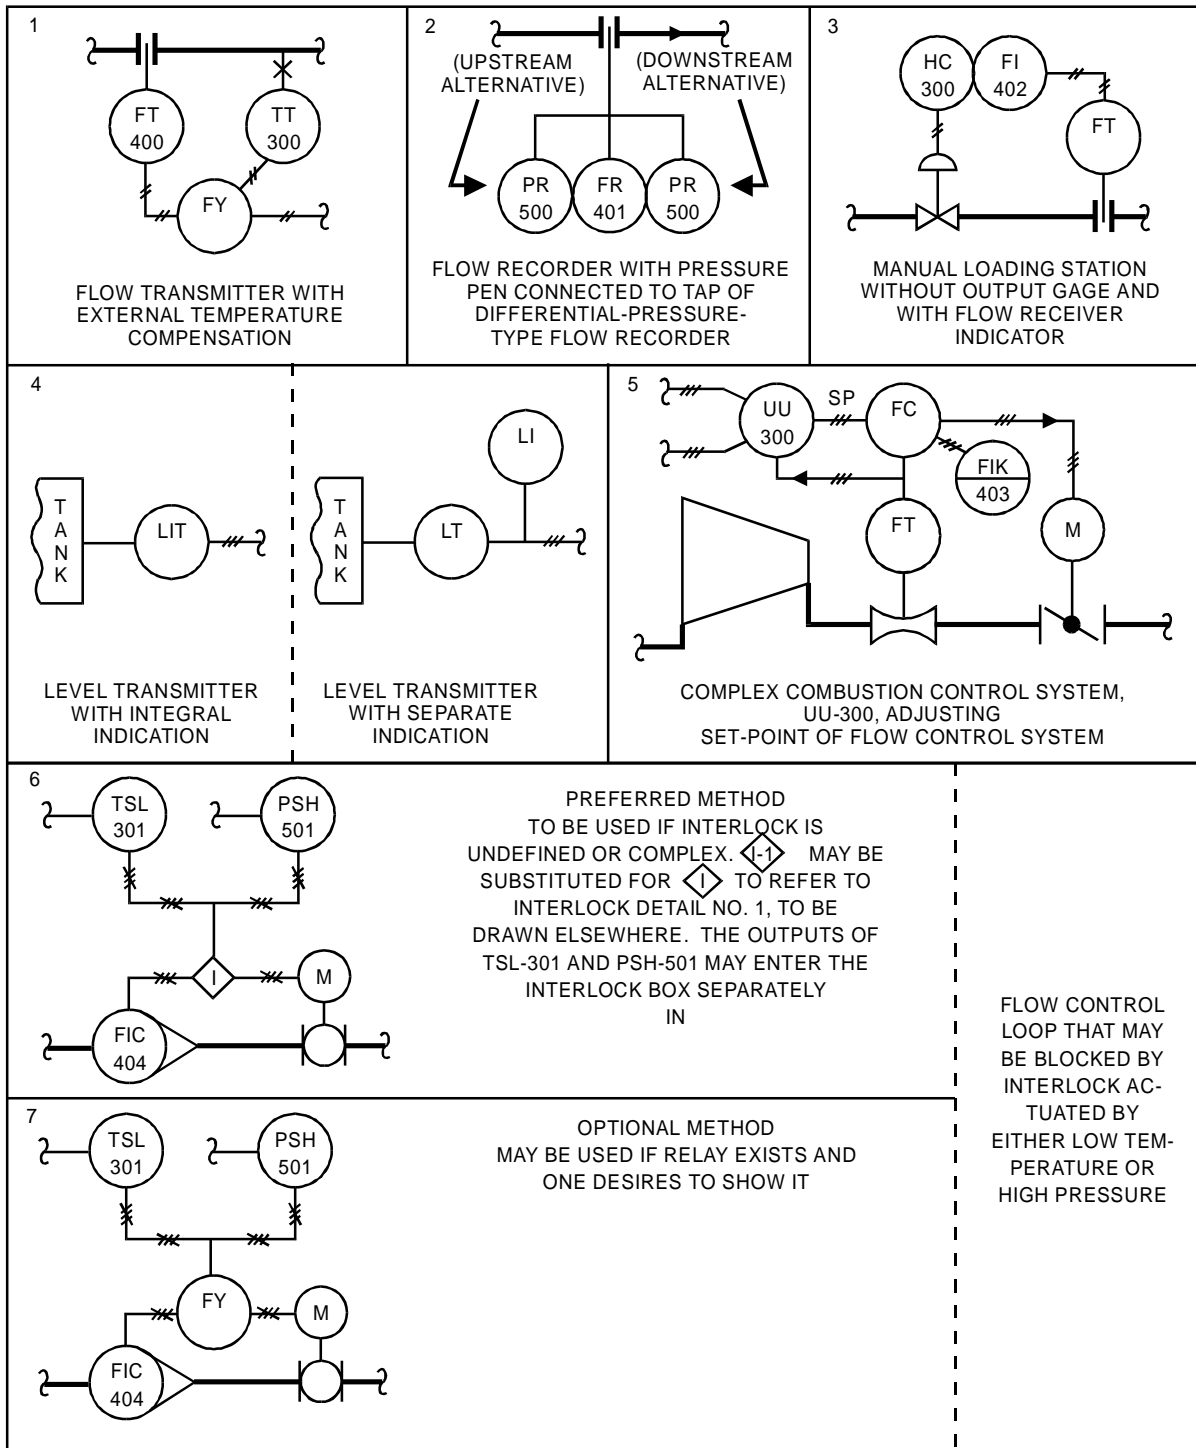 1
FT
400
TT
300
FY
FLOW TRANSMITTER WITH
EXTERNAL TEMPERATURE
COMPENSATION
2
(UPSTREAM
ALTERNATIVE)
(DOWNSTREAM
ALTERNATIVE)
PR
500
FR
401
PR
500
FLOW RECORDER WITH PRESSURE
PEN CONNECTED TO TAP OF
DIFFERENTIAL-PRESSURE-
TYPE FLOW RECORDER
3
HC
300
FI
402
FT
MANUAL LOADING STATION
WITHOUT OUTPUT GAGE AND
WITH FLOW RECEIVER
INDICATOR
4
TANK
LIT
LEVEL TRANSMITTER
WITH INTEGRAL
INDICATION
TANK
LT
LI
LEVEL TRANSMITTER
WITH SEPARATE
INDICATION
5
UU
300
SP
FC
FIK
403
FT
M
COMPLEX COMBUSTION CONTROL SYSTEM,
UU-300, ADJUSTING
SET-POINT OF FLOW CONTROL SYSTEM
6
TSL
301
PSH
501
I
M
FIC
404
PREFERRED METHOD
TO BE USED IF INTERLOCK IS
UNDEFINED OR COMPLEX. I-1 MAY BE
SUBSTITUTED FOR I TO REFER TO
INTERLOCK DETAIL NO. 1, TO BE
DRAWN ELSEWHERE. THE OUTPUTS OF
TSL-301 AND PSH-501 MAY ENTER THE
INTERLOCK BOX SEPARATELY
IN
7
TSL
301
PSH
501
FY
M
FIC
404
OPTIONAL METHOD
MAY BE USED IF RELAY EXISTS AND
ONE DESIRES TO SHOW IT
FLOW CONTROL
LOOP THAT MAY
BE BLOCKED BY
INTERLOCK AC-
TUATED BY
EITHER LOW TEM-
PERATURE OR
HIGH PRESSURE